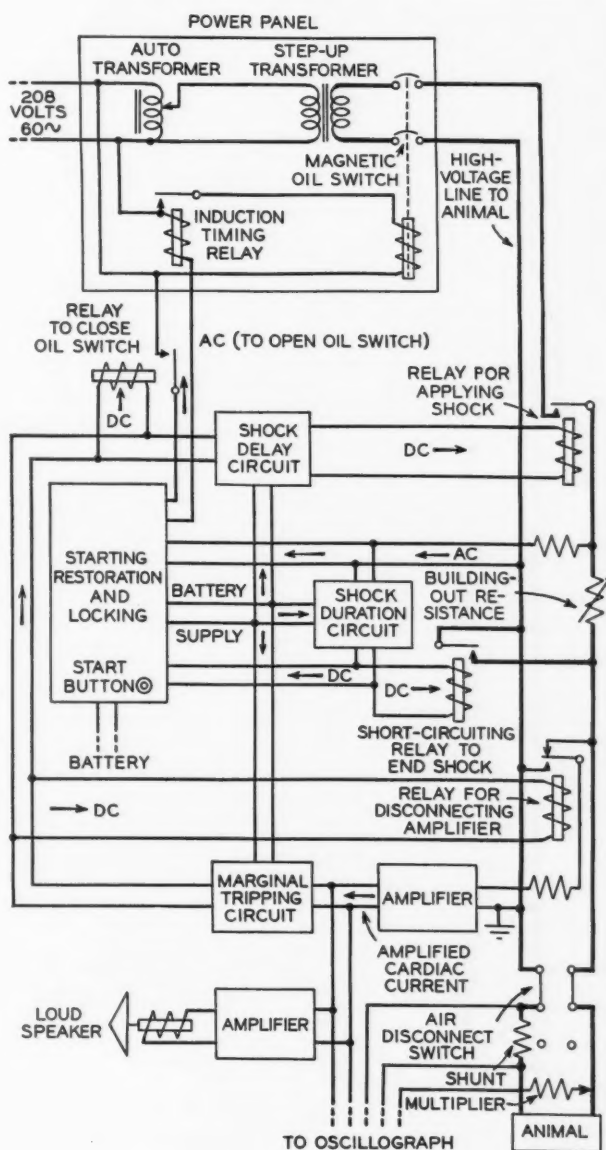 POWER PANEL
AUTO
TRANSFORMER
STEP-UP
TRANSFORMER
208
VOLTS
60~
MAGNETIC
OIL SWITCH
HIGH-
VOLTAGE
LINE TO
ANIMAL
INDUCTION
TIMING
RELAY
RELAY
TO CLOSE
OIL SWITCH
AC (TO OPEN OIL SWITCH)
DC
RELAY FOR
APPLYING
SHOCK
SHOCK
DELAY
CIRCUIT
DC
STARTING
RESTORATION
AND
LOCKING
START
BUTTON
AC
BATTERY
SUPPLY
SHOCK
DURATION
CIRCUIT
BUILDING-
OUT RE-
SISTANCE
DC
DC
BATTERY
SHORT-CIRCUITING
RELAY TO
END SHOCK
DC
RELAY FOR
DISCONNECTING
AMPLIFIER
MARGINAL
TRIPPING
CIRCUIT
AMPLIFIER
AMPLIFIED
CARDIAC
CURRENT
LOUD
SPEAKER
AMPLIFIER
AIR
DISCONNECT
SWITCH
SHUNT
MULTIPLIER
TO OSCILLOGRAPH
ANIMAL